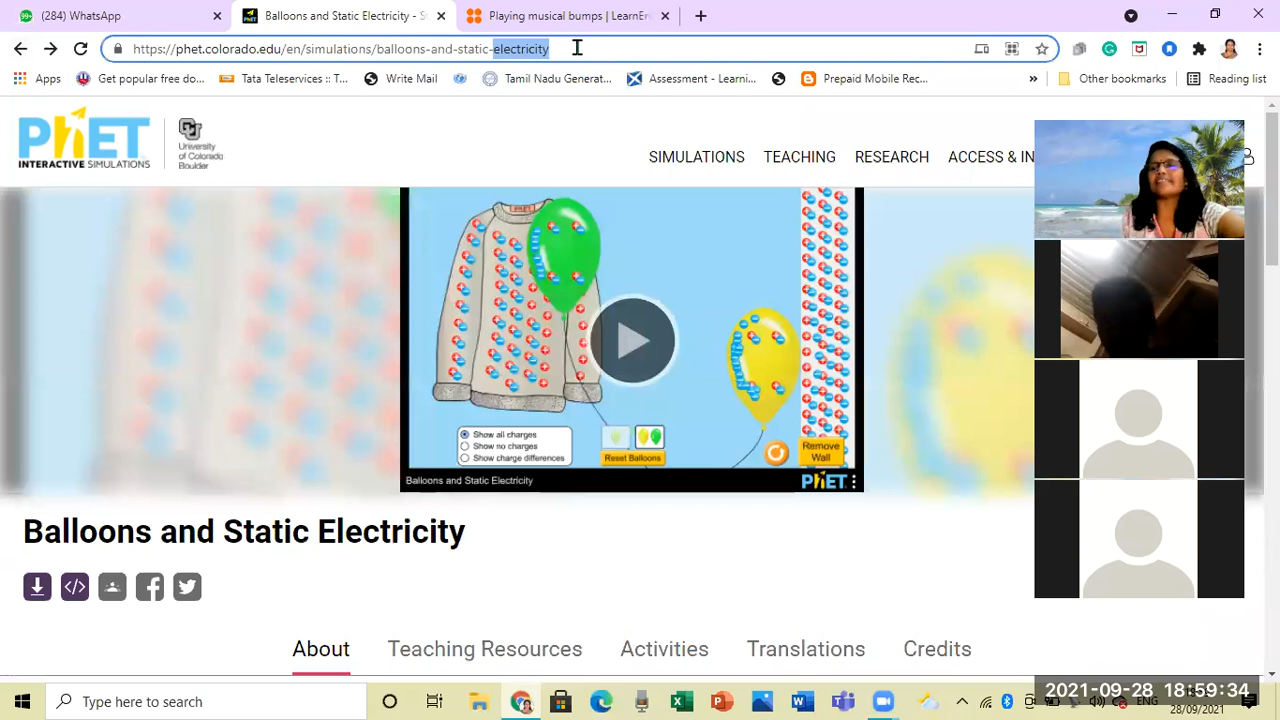 99+ (284) WhatsApp
Balloons and Static Electricity - S
Playing musical bumps | LearnEn
https://phet.colorado.edu/en/simulations/balloons-and-static-electricity
Apps
Get popular free do...
Tata Teleservices :: T...
Write Mail
Tamil Nadu Generat...
Assessment - Learni...
Prepaid Mobile Rec...
»
Other bookmarks
Reading list
PhET
INTERACTIVE SIMULATIONS
CU
University
of Colorado
Boulder
SIMULATIONS
TEACHING
RESEARCH
ACCESS & IN
Show all charges
Show no charges
Show charge differences
Reset Balloons
Remove
Wall
Balloons and Static Electricity
PhET
Balloons and Static Electricity
About
Teaching Resources
Activities
Translations
Credits
Type here to search
ENG
2021-09-28 18:59:34
28/09/2021